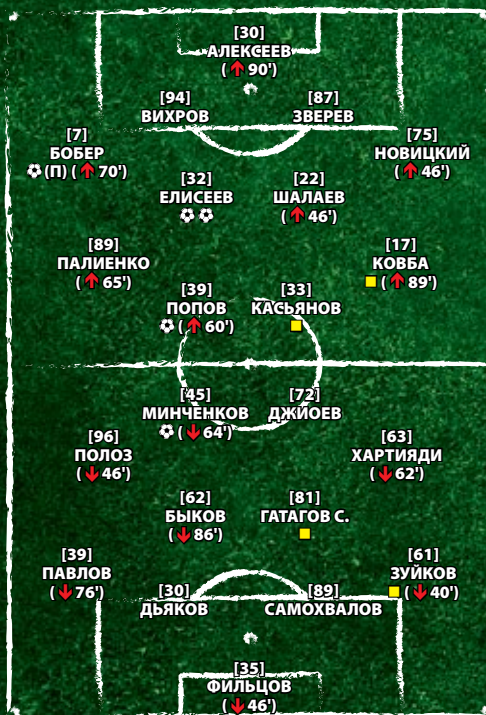 [30]
АЛЕКСЕЕВ
( 90')
[94]
ВИХРОВ
[87]
ЗВЕРЕВ
[7]
БОБЕР
(П) ( 70')
[75]
НОВИЦКИЙ
( 46')
[32]
ЕЛИСЕЕВ
[22]
ШАЛАЕВ
( 46')
[89]
ПАЛИЕНКО
( 65')
[17]
КОВБА
( 89')
[39]
ПОПОВ
( 60')
[33]
КАСЬЯНОВ
[45]
МИНЧЕНКОВ
( 64')
[72]
ДЖИОЕВ
[96]
ПОЛОЗ
( 46')
[63]
ХАРТИЯДИ
( 62')
[62]
БЫКОВ
( 86')
[81]
ГАТАГОВ С.
[39]
ПАВЛОВ
( 76')
[61]
ЗУЙКОВ
( 40')
[30]
ДЬЯКОВ
[89]
САМОХВАЛОВ
[35]
ФИЛЬЦОВ
( 46')